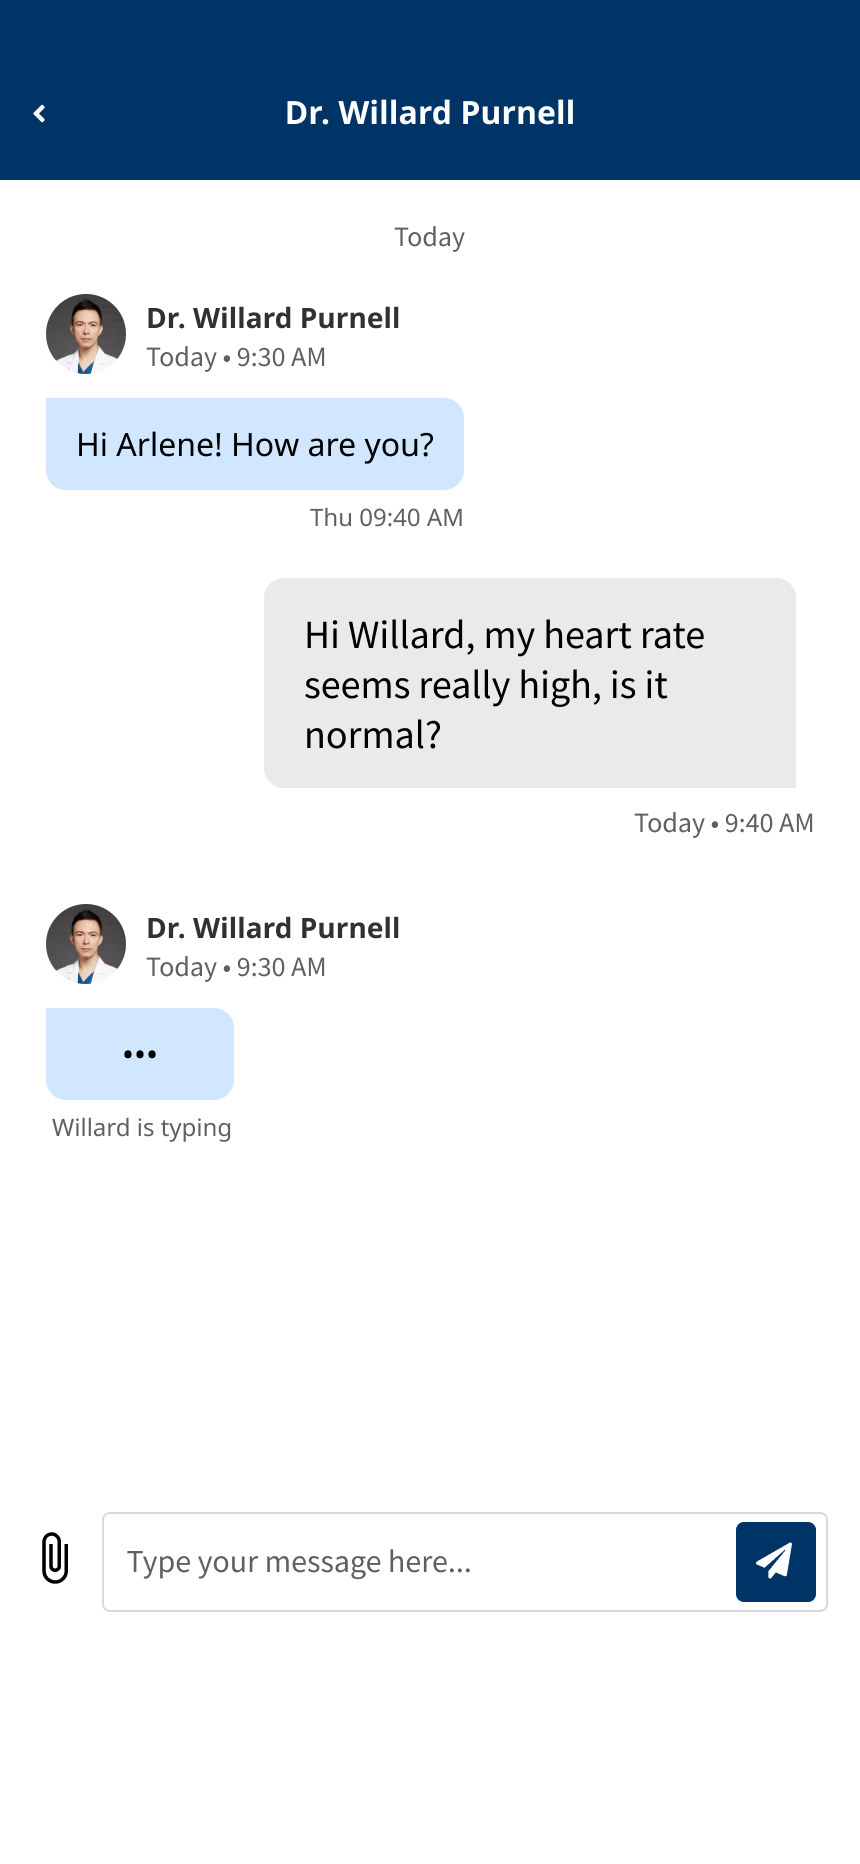 Dr. Willard Purnell
Today
Dr. Willard Purnell
Today • 9:30 AM
Hi Arlene! How are you?
Thu 09:40 AM
Hi Willard, my heart rate
seems really high, is it
normal?
Today • 9:40 AM
Dr. Willard Purnell
Today • 9:30 AM
•••
Willard is typing
Type your message here...